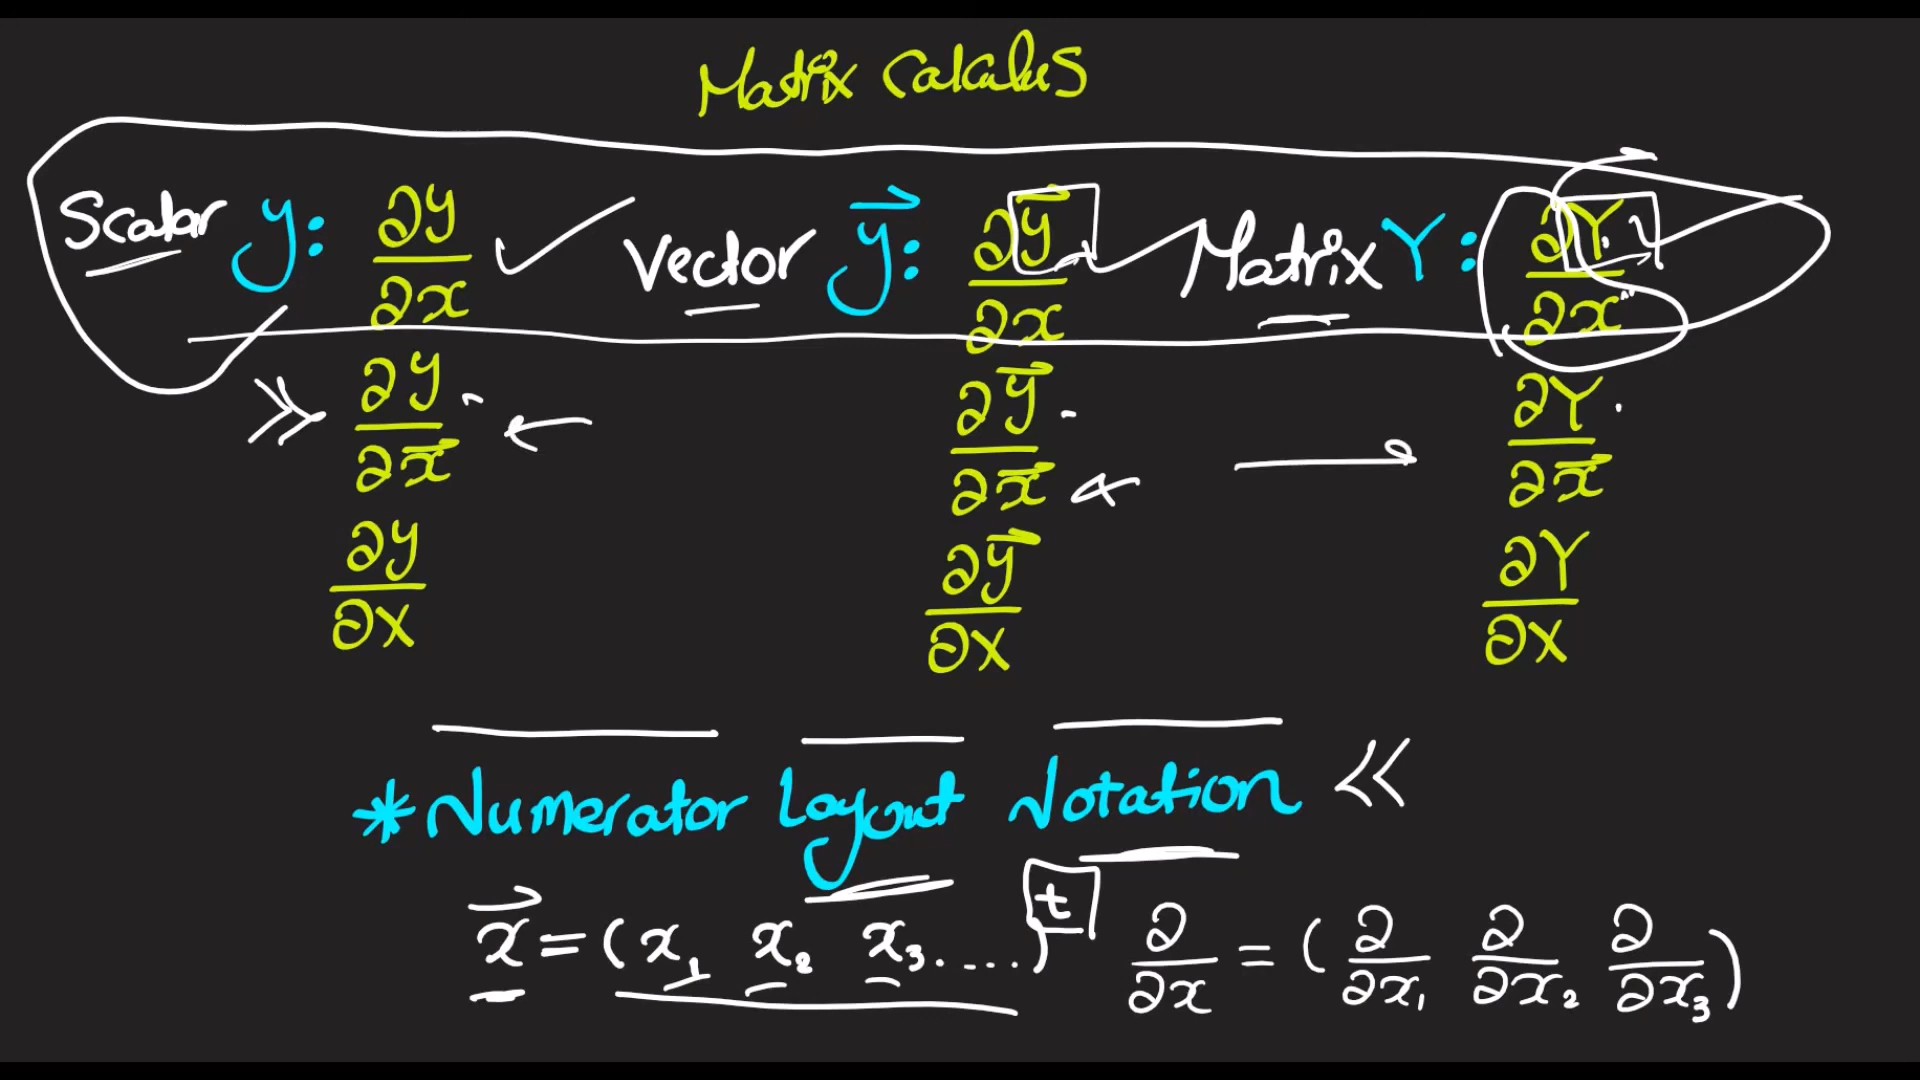 Matrix Calculus
Scalar y: ∂y/∂x Vector y⃗: ∂y⃗/∂x Matrix Y: ∂Y/∂x
∂y/∂x⃗ ∂y⃗/∂x⃗ ∂Y/∂x⃗
∂y/∂X ∂y⃗/∂X ∂Y/∂X
*Numerator Layout Notation <<
x⃗ = (x₁ x₂ x₃.....)ᵗ ∂/∂x = (∂/∂x₁ ∂/∂x₂ ∂/∂x₃)